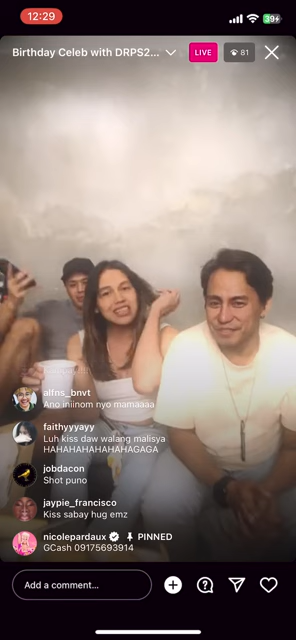 12:29
39
Birthday Celeb with DRPS2...
LIVE
81
alfns_bnvt
Ano iniinom nyo mamaaaa
faithyyyayy
Luh kiss daw walang malisya
HAHAHAHAHAHAHAGAGA
jobdacon
Shot puno
jaypie_francisco
Kiss sabay hug emz
nicolepardaux PINNED
GCash 09175693914
Add a comment...